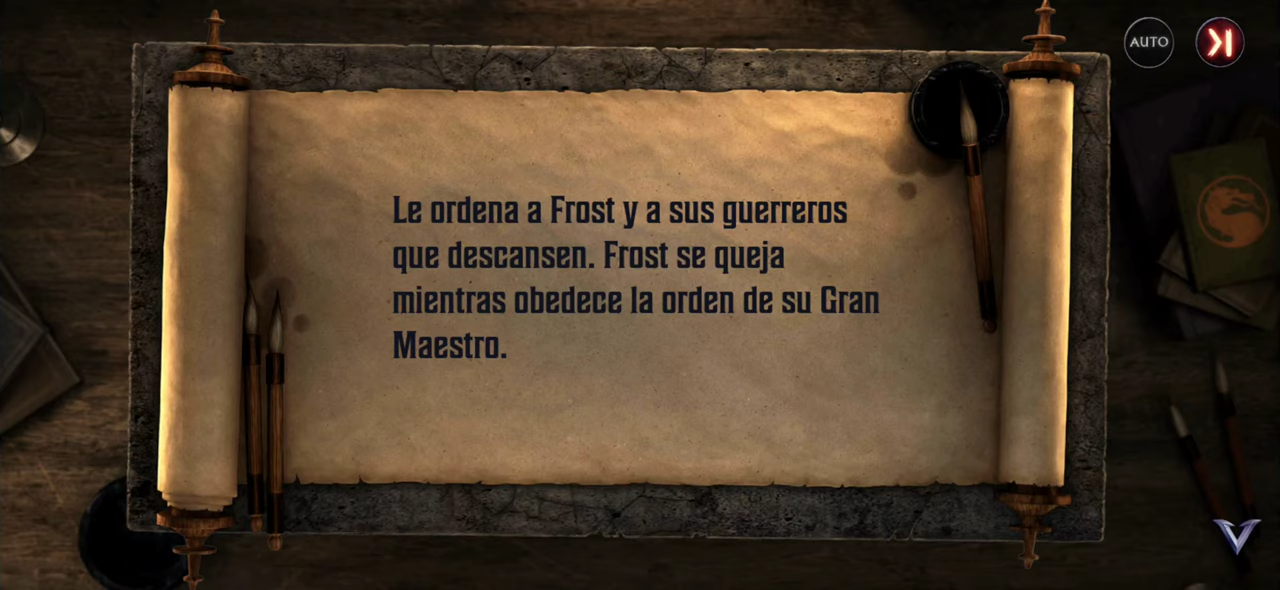 AUTO
Le ordena a Frost y a sus guerreros
que descansen. Frost se queja
mientras obedece la orden de su Gran
Maestro.